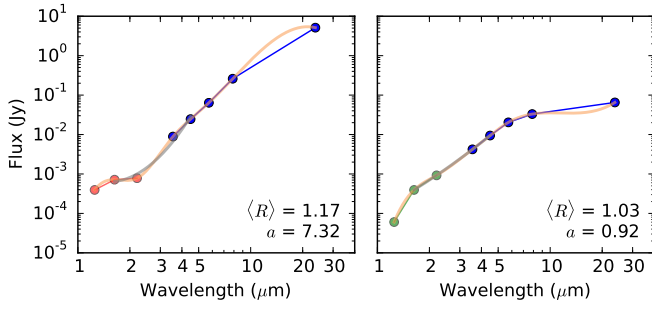 10^1
10^0
10^-1
10^-2
10^-3
10^-4
10^-5
Flux (Jy)
⟨R⟩ = 1.17
a = 7.32
1 2 3 4 5 10 20 30
Wavelength (μm)
⟨R⟩ = 1.03
a = 0.92
1 2 3 4 5 10 20 30
Wavelength (μm)